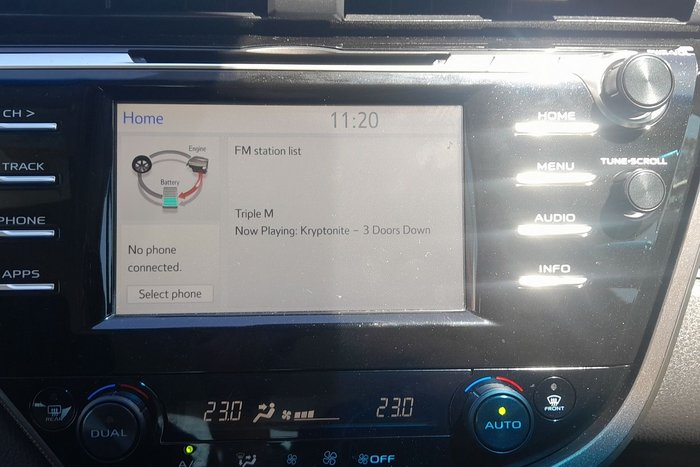 CH >
TRACK
PHONE
APPS
Home
11:20
Engine
Battery
No phone
connected.
Select phone
FM station list
Triple M
Now Playing: Kryptonite – 3 Doors Down
HOME
MENU
AUDIO
INFO
TUNE•SCROLL
REAR
DUAL
23.0
23.0
AUTO
FRONT
A/C
OFF